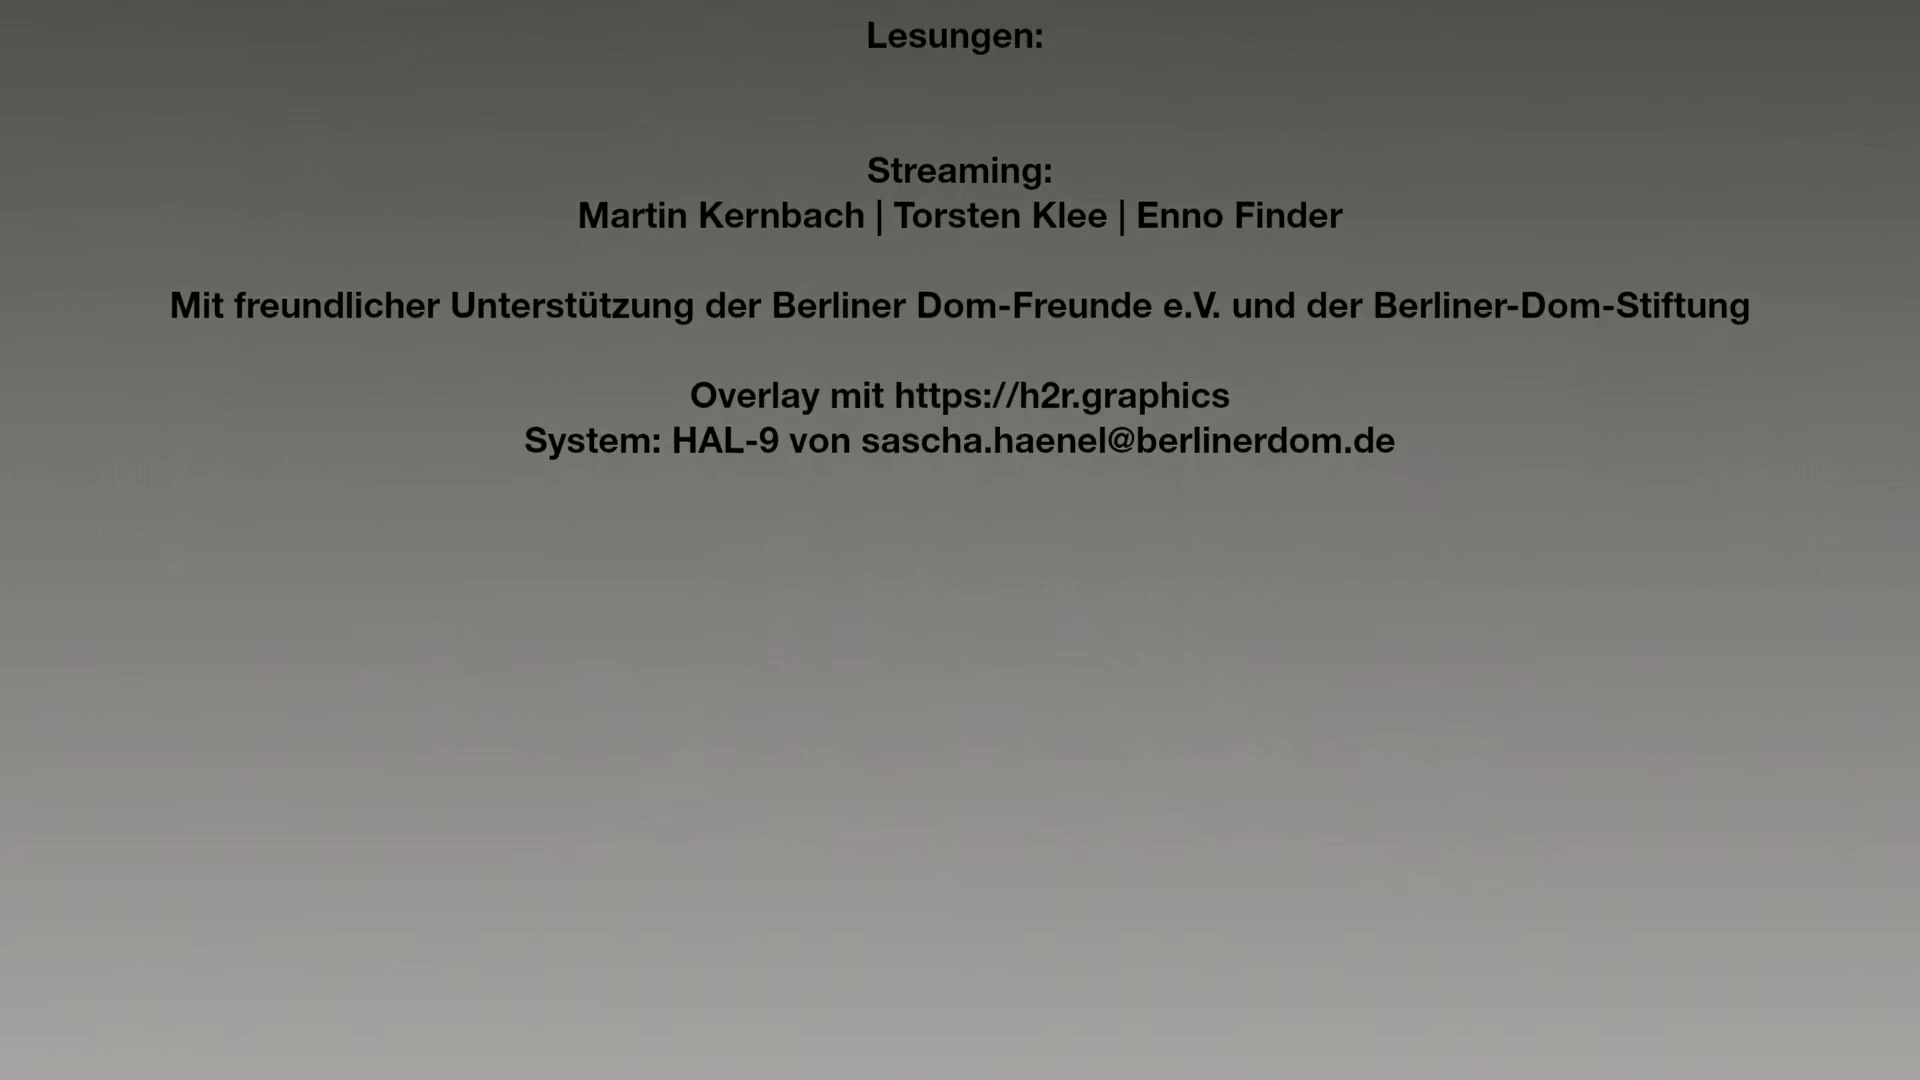 Lesungen:
Streaming:
Martin Kernbach | Torsten Klee | Enno Finder
Mit freundlicher Unterstützung der Berliner Dom-Freunde e.V. und der Berliner-Dom-Stiftung
Overlay mit https://h2r.graphics
System: HAL-9 von sascha.haenel@berlinerdom.de